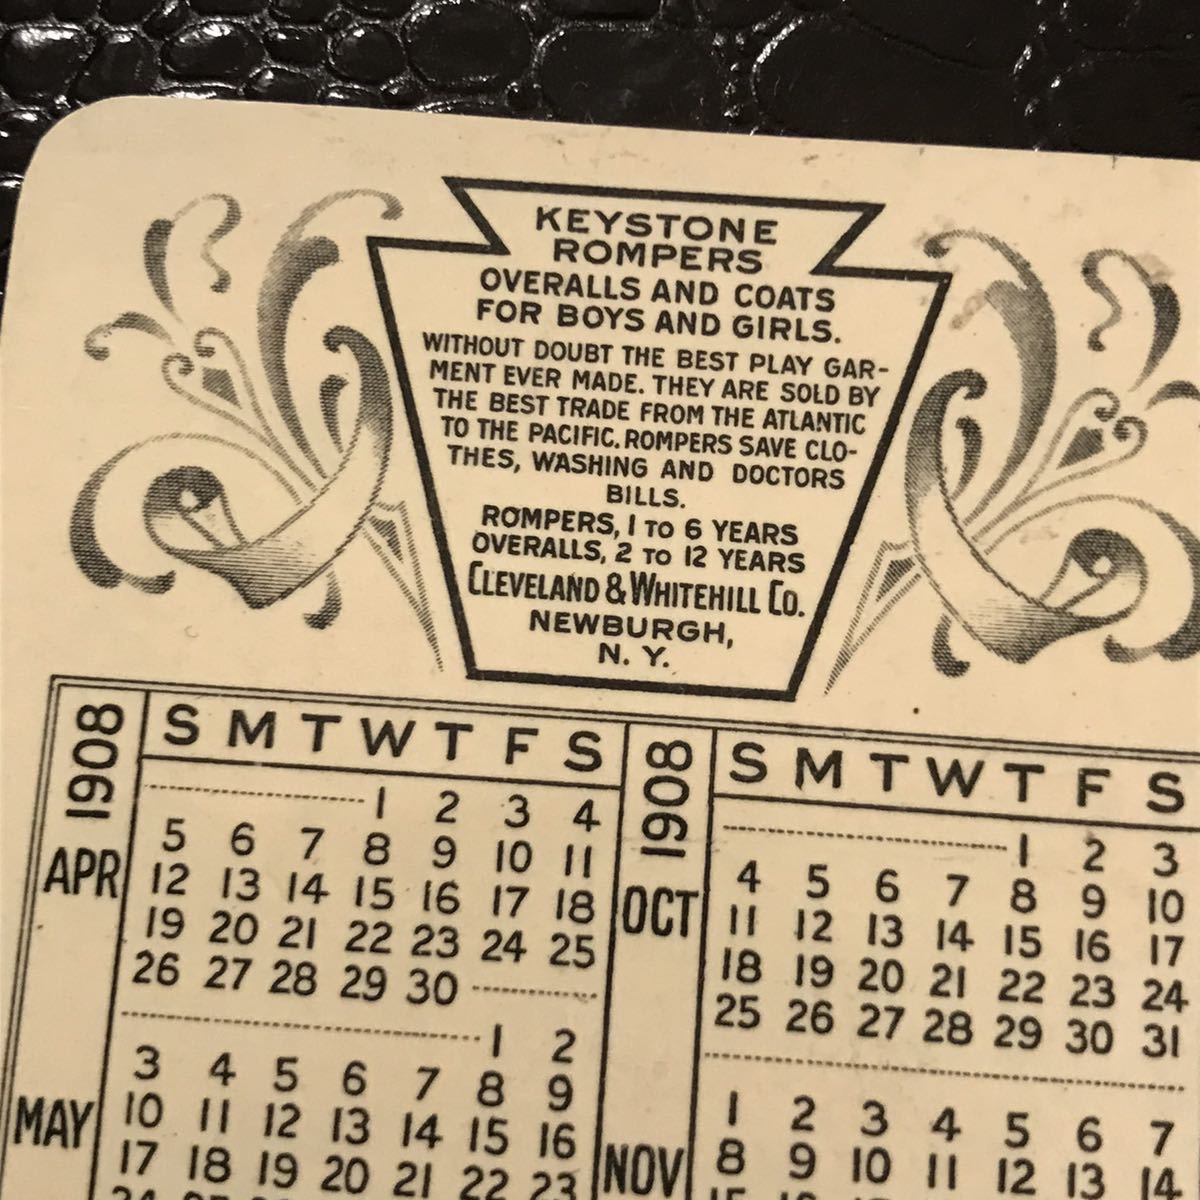 KEYSTONE
ROMPERS
OVERALLS AND COATS
FOR BOYS AND GIRLS.
WITHOUT DOUBT THE BEST PLAY GAR-
MENT EVER MADE. THEY ARE SOLD BY
THE BEST TRADE FROM THE ATLANTIC
TO THE PACIFIC. ROMPERS SAVE CLO-
THES, WASHING AND DOCTORS
BILLS.
ROMPERS, 1 TO 6 YEARS
OVERALLS, 2 TO 12 YEARS
CLEVELAND & WHITEHILL CO.
NEWBURGH,
N. Y.
1908
APR
S M T W T F S
1 2 3 4
5 6 7 8 9 10 11
12 13 14 15 16 17 18
19 20 21 22 23 24 25
26 27 28 29 30
MAY
1 2
3 4 5 6 7 8 9
10 11 12 13 14 15 16
17 18 19 20 21 22 23
1908
OCT
S M T W T F S
1 2 3
4 5 6 7 8 9 10
11 12 13 14 15 16 17
18 19 20 21 22 23 24
25 26 27 28 29 30 31
NOV
1 2 3 4 5 6 7
8 9 10 11 12 13 14